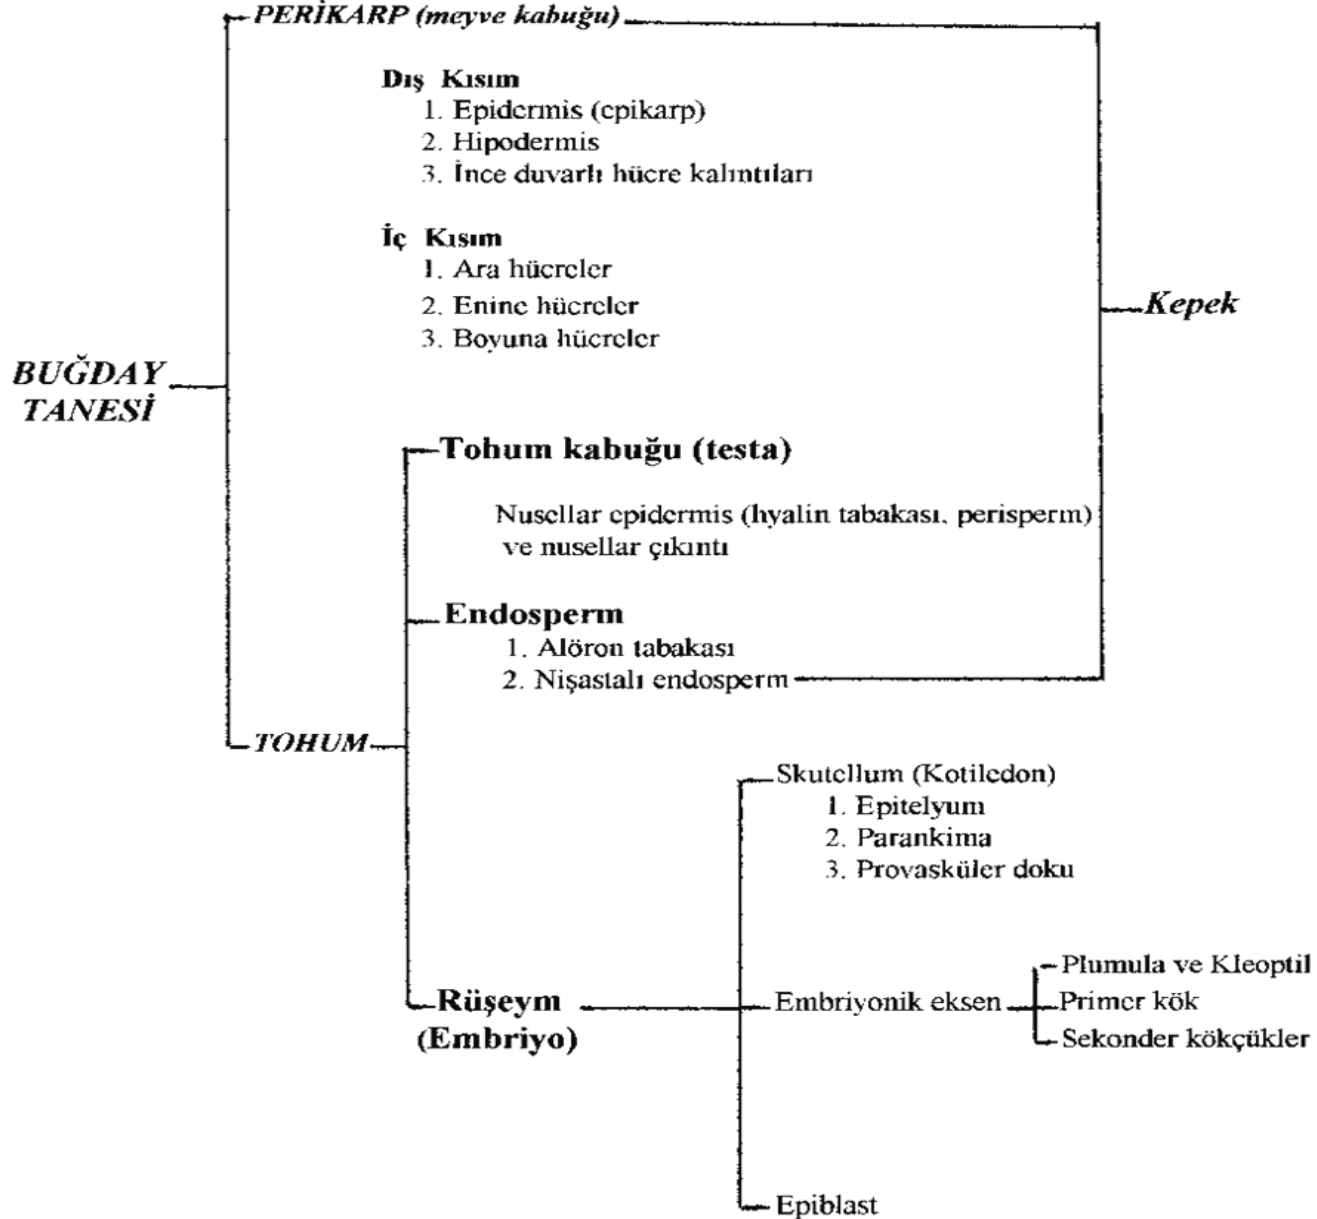 PERİKARP (meyve kabuğu)
Dış Kısım
1. Epidermis (epikarp)
2. Hipodermis
3. İnce duvarlı hücre kalıntıları
İç Kısım
1. Ara hücreler
2. Enine hücreler
3. Boyuna hücreler
Kepek
BUĞDAY
TANESİ
Tohum kabuğu (testa)
Nusellar epidermis (hyalin tabakası, perisperm)
ve nusellar çıkıntı
Endosperm
1. Alöron tabakası
2. Nişastalı endosperm
TOHUM
Skutellum (Kotiledon)
1. Epitelyum
2. Parankima
3. Provasküler doku
Rüşeym
(Embriyo)
Embriyonik eksen
Plumula ve Kleoptil
Primer kök
Sekonder kökçükler
Epiblast